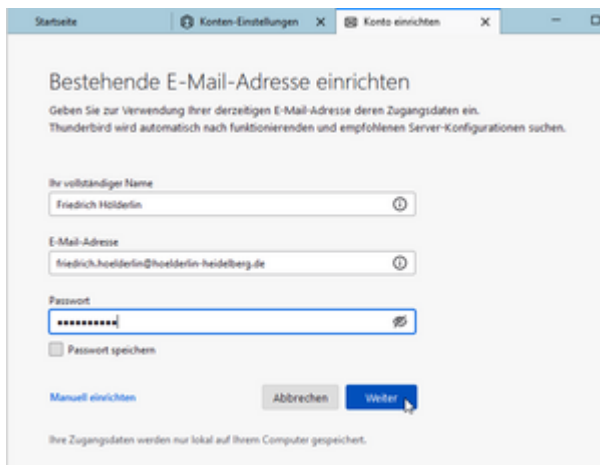 Startseite
Konten-Einstellungen
Konto einrichten
Bestehende E-Mail-Adresse einrichten
Geben Sie zur Verwendung Ihrer derzeitigen E-Mail-Adresse deren Zugangsdaten ein.
Thunderbird wird automatisch nach funktionierenden und empfohlenen Server-Konfigurationen suchen.
Ihr vollständiger Name
Friedrich Hölderlin
E-Mail-Adresse
friedrich.hoelderlin@hoelderlin-heidelberg.de
Passwort
••••••••••
Passwort speichern
Manuell einrichten
Abbrechen
Weiter
Ihre Zugangsdaten werden nur lokal auf Ihrem Computer gespeichert.